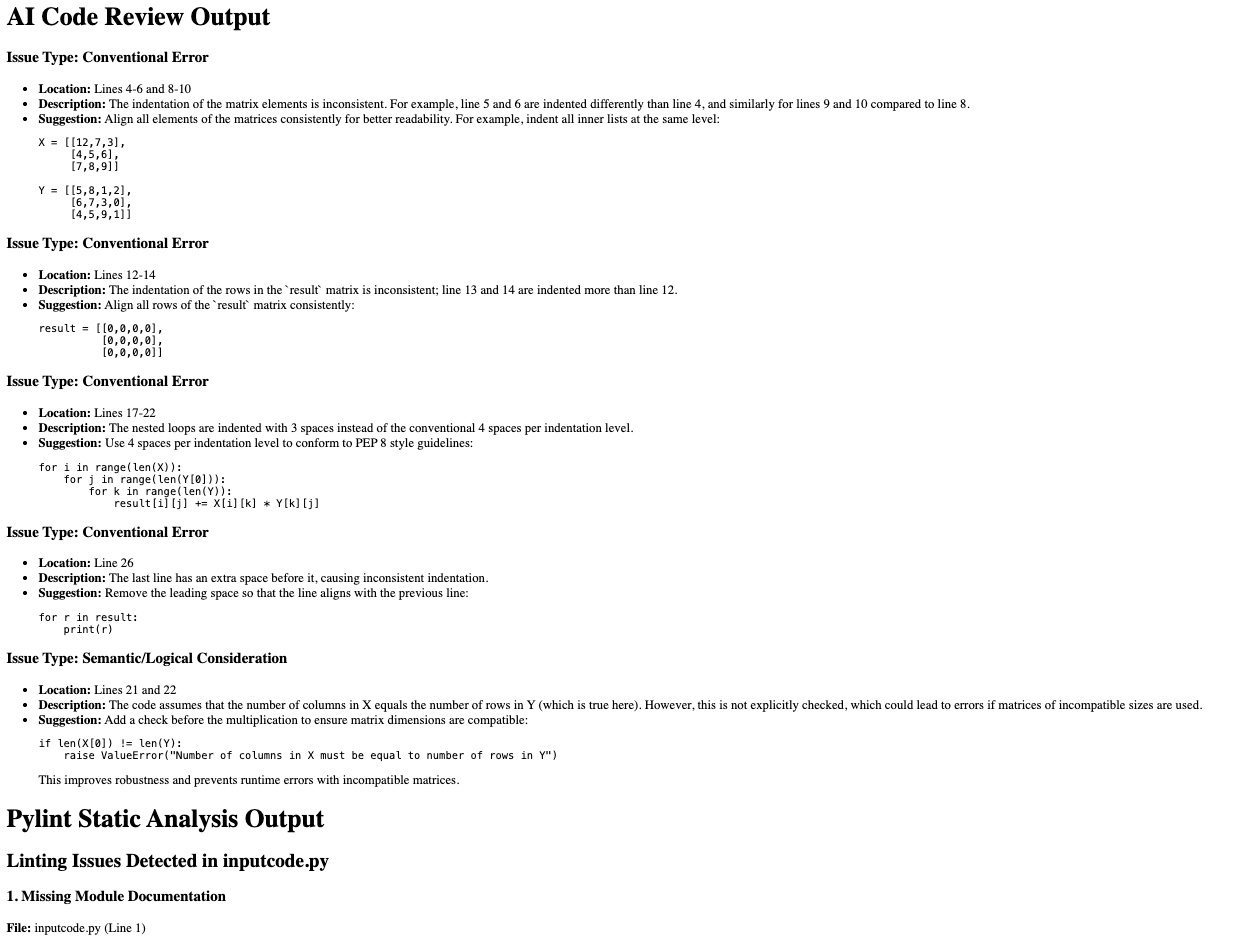 AI Code Review Output
Issue Type: Conventional Error
• Location: Lines 4-6 and 8-10
• Description: The indentation of the matrix elements is inconsistent. For example, line 5 and 6 are indented differently than line 4, and similarly for lines 9 and 10 compared to line 8.
• Suggestion: Align all elements of the matrices consistently for better readability. For example, indent all inner lists at the same level:
X = [[12,7,3],
     [4,5,6],
     [7,8,9]]
Y = [[5,8,1,2],
     [6,7,3,0],
     [4,5,9,1]]
Issue Type: Conventional Error
• Location: Lines 12-14
• Description: The indentation of the rows in the `result` matrix is inconsistent; line 13 and 14 are indented more than line 12.
• Suggestion: Align all rows of the `result` matrix consistently:
result = [[0,0,0,0],
          [0,0,0,0],
          [0,0,0,0]]
Issue Type: Conventional Error
• Location: Lines 17-22
• Description: The nested loops are indented with 3 spaces instead of the conventional 4 spaces per indentation level.
• Suggestion: Use 4 spaces per indentation level to conform to PEP 8 style guidelines:
for i in range(len(X)):
    for j in range(len(Y[0])):
        for k in range(len(Y)):
            result[i][j] += X[i][k] * Y[k][j]
Issue Type: Conventional Error
• Location: Line 26
• Description: The last line has an extra space before it, causing inconsistent indentation.
• Suggestion: Remove the leading space so that the line aligns with the previous line:
for r in result:
    print(r)
Issue Type: Semantic/Logical Consideration
• Location: Lines 21 and 22
• Description: The code assumes that the number of columns in X equals the number of rows in Y (which is true here). However, this is not explicitly checked, which could lead to errors if matrices of incompatible sizes are used.
• Suggestion: Add a check before the multiplication to ensure matrix dimensions are compatible:
if len(X[0]) != len(Y):
    raise ValueError("Number of columns in X must be equal to number of rows in Y")
This improves robustness and prevents runtime errors with incompatible matrices.
Pylint Static Analysis Output
Linting Issues Detected in inputcode.py
1. Missing Module Documentation
File: inputcode.py (Line 1)